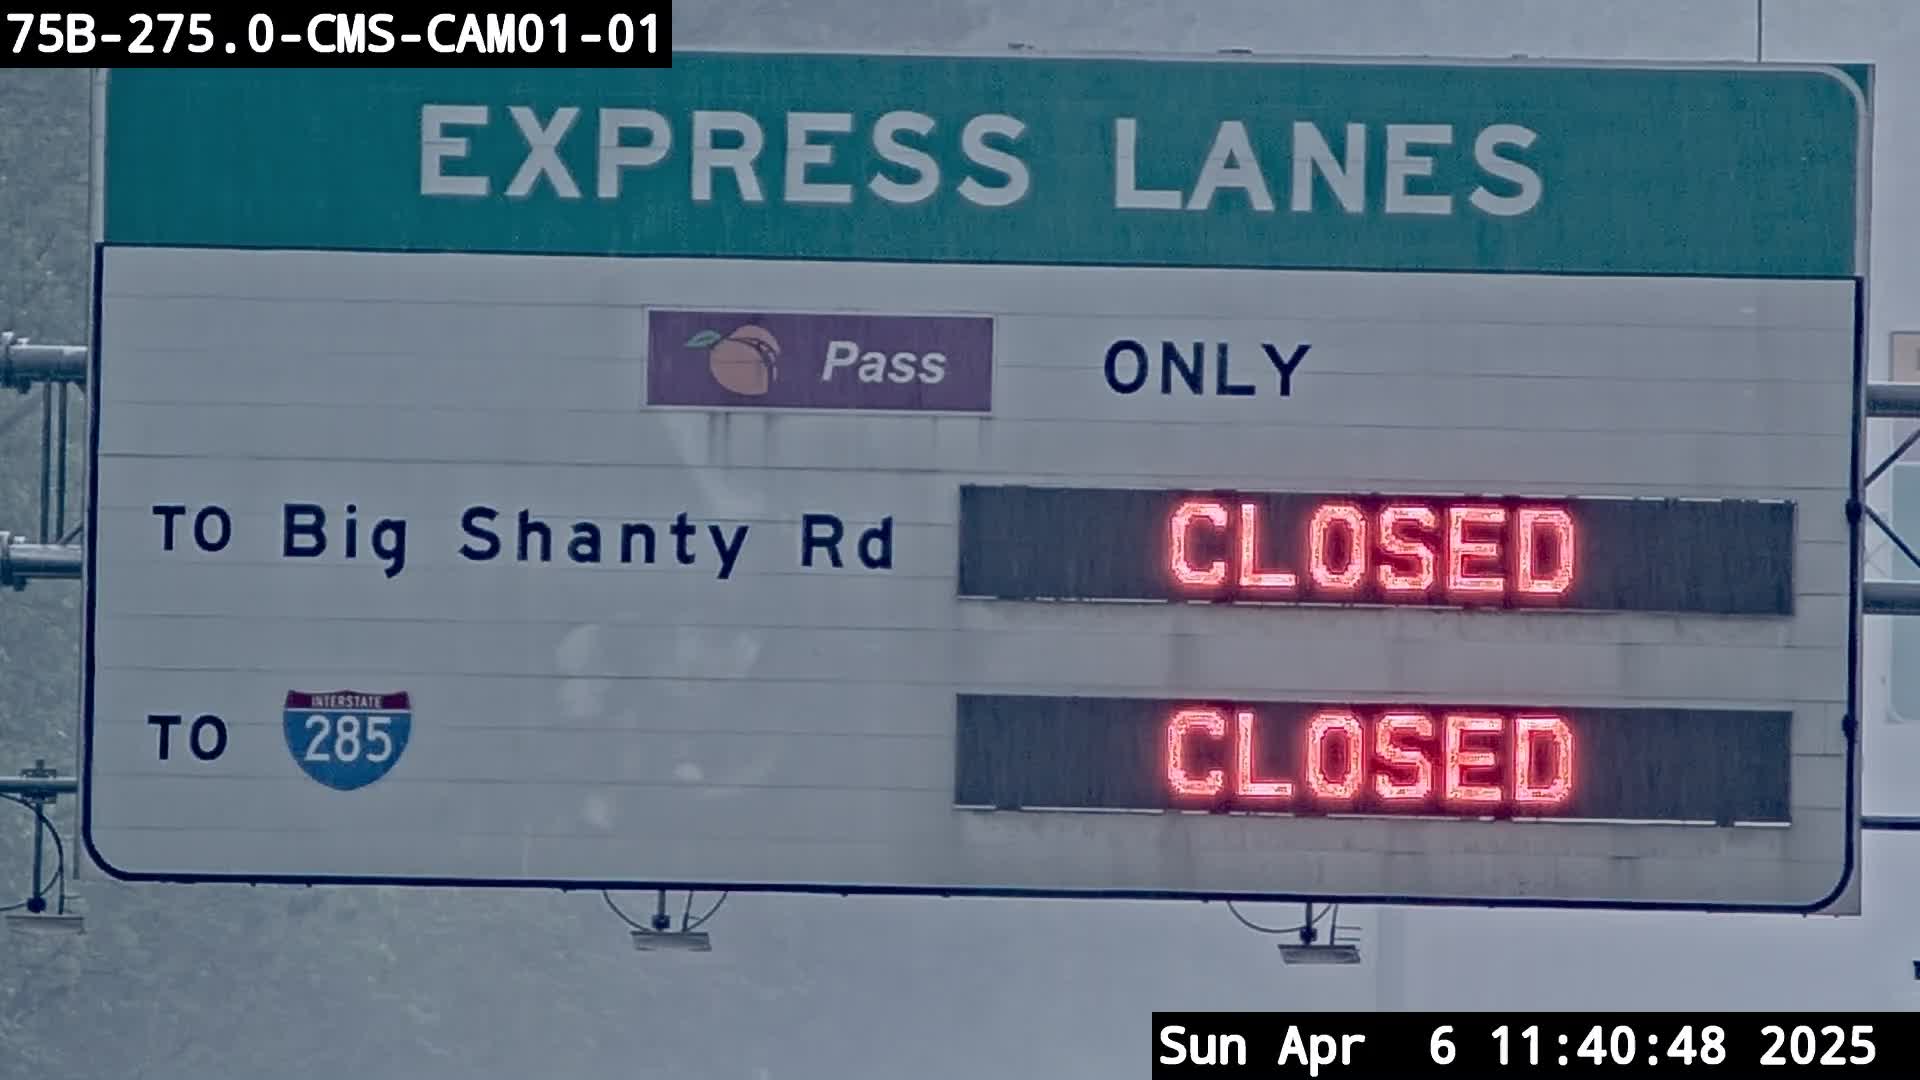 75B-275.0-CMS-CAM01-01
EXPRESS LANES
Pass ONLY
TO Big Shanty Rd CLOSED
TO INTERSTATE 285 CLOSED
Sun Apr 6 11:40:48 2025